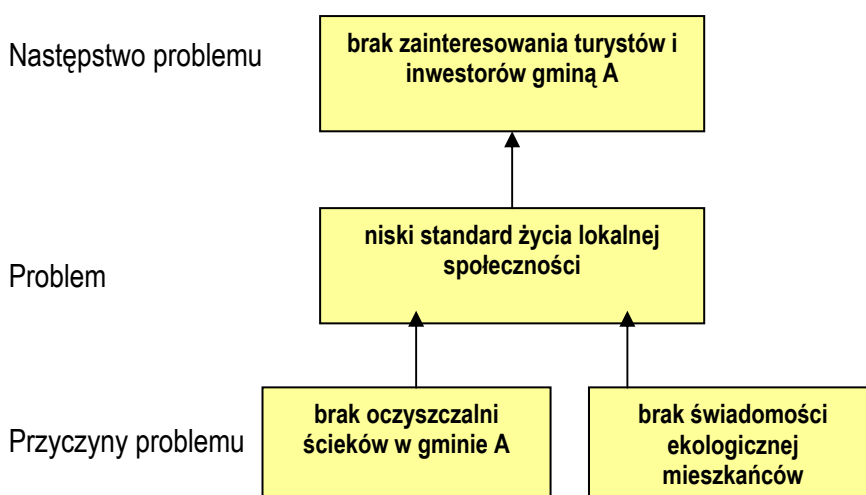 Następstwo problemu
brak zainteresowania turystów i
inwestorów gminą A
Problem
niski standard życia lokalnej
społeczności
Przyczyny problemu
brak oczyszczalni
ścieków w gminie A
brak świadomości
ekologicznej
mieszkańców